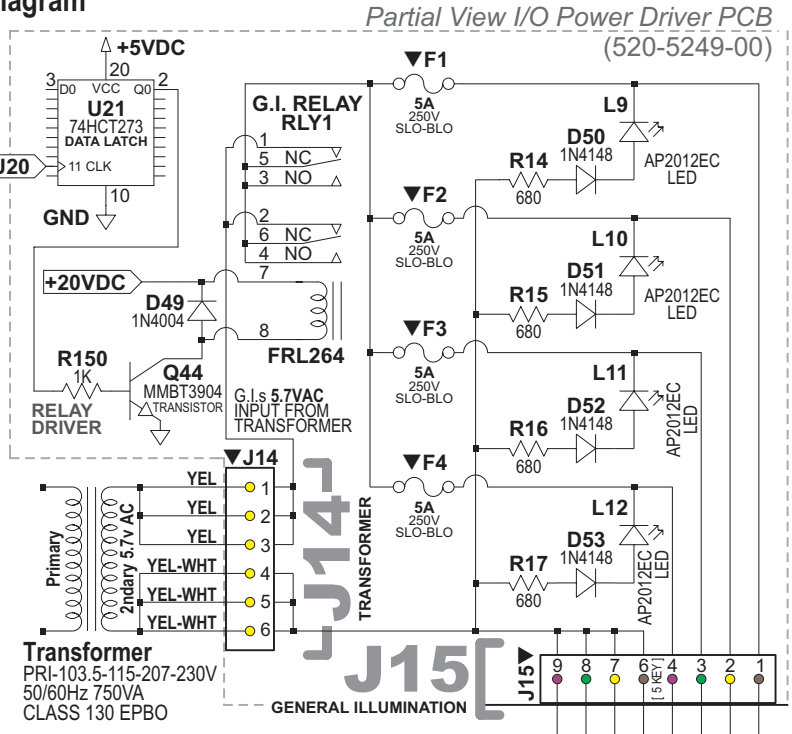 agram
Partial View I/O Power Driver PCB
(520-5249-00)
+5VDC
20
3 D0 VCC Q0 2
U21
74HCT273
DATA LATCH
J20
11 CLK
10
GND
G.I. RELAY
RLY1
1
5 NC
3 NO
2
6 NC
4 NO
7
8
FRL264
+20VDC
D49
1N4004
R150
1K
RELAY
DRIVER
Q44
MMBT3904
TRANSISTOR
G.I.s 5.7VAC
INPUT FROM
TRANSFORMER
▼F1
5A
250V
SLO-BLO
L9
D50
1N4148
R14
680
AP2012EC
LED
▼F2
5A
250V
SLO-BLO
L10
D51
1N4148
R15
680
AP2012EC
LED
▼F3
5A
250V
SLO-BLO
L11
D52
1N4148
R16
680
AP2012EC
LED
▼F4
5A
250V
SLO-BLO
L12
D53
1N4148
R17
680
AP2012EC
LED
▼J14
YEL 1
YEL 2
YEL 3
YEL-WHT 4
YEL-WHT 5
YEL-WHT 6
Primary
2ndary 5.7v AC
J14
TRANSFORMER
Transformer
PRI-103.5-115-207-230V
50/60Hz 750VA
CLASS 130 EPBO
J15
GENERAL ILLUMINATION
J15▼
9 8 7 6 [5 KEY] 4 3 2 1